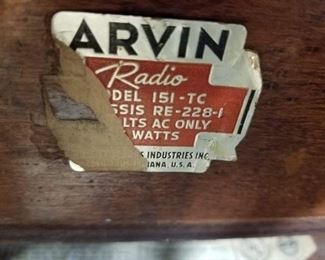 ARVIN
Radio
DEL 151-TC
SSIS RE-228-1
LTS AC ONLY
WATTS
INDUSTRIES INC.
IANA, U.S.A.